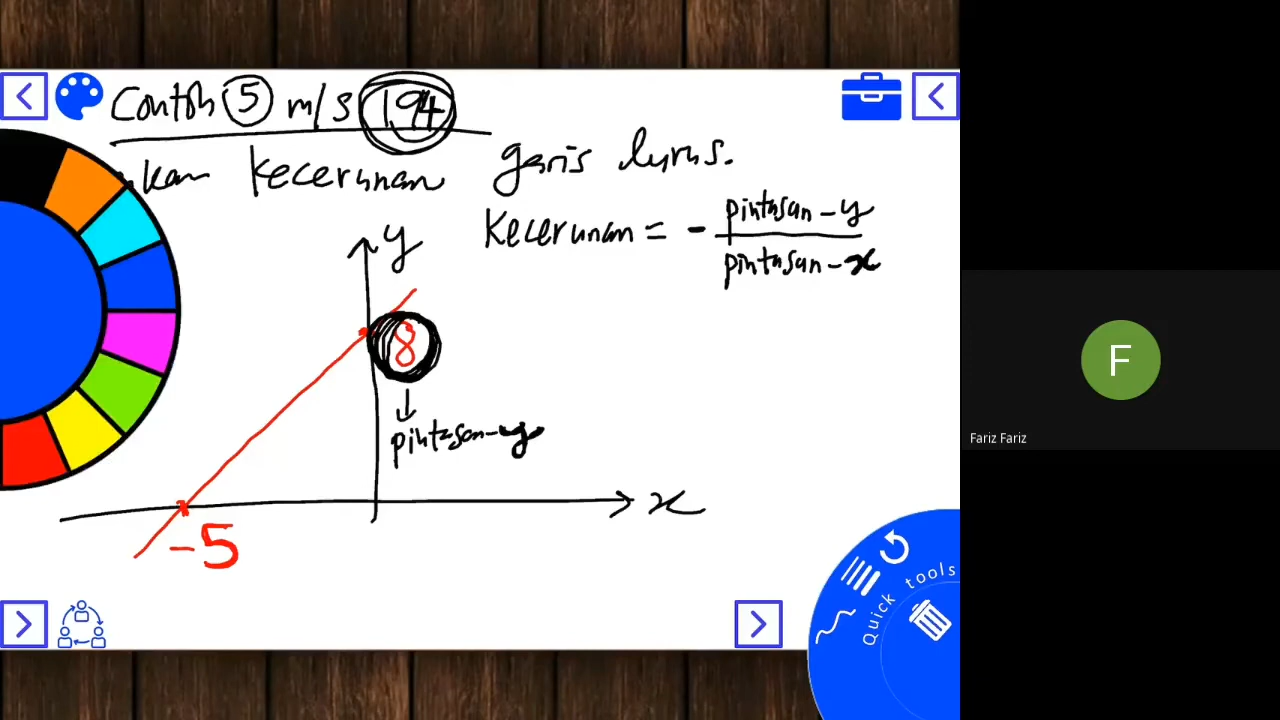 Contoh 5 m/s 194
kan kecerunan garis lurus.
Kecerunan = - pintasan-y
pintasan-x
y
8
pintasan-y
x
-5
Quick tools
F
Fariz Fariz